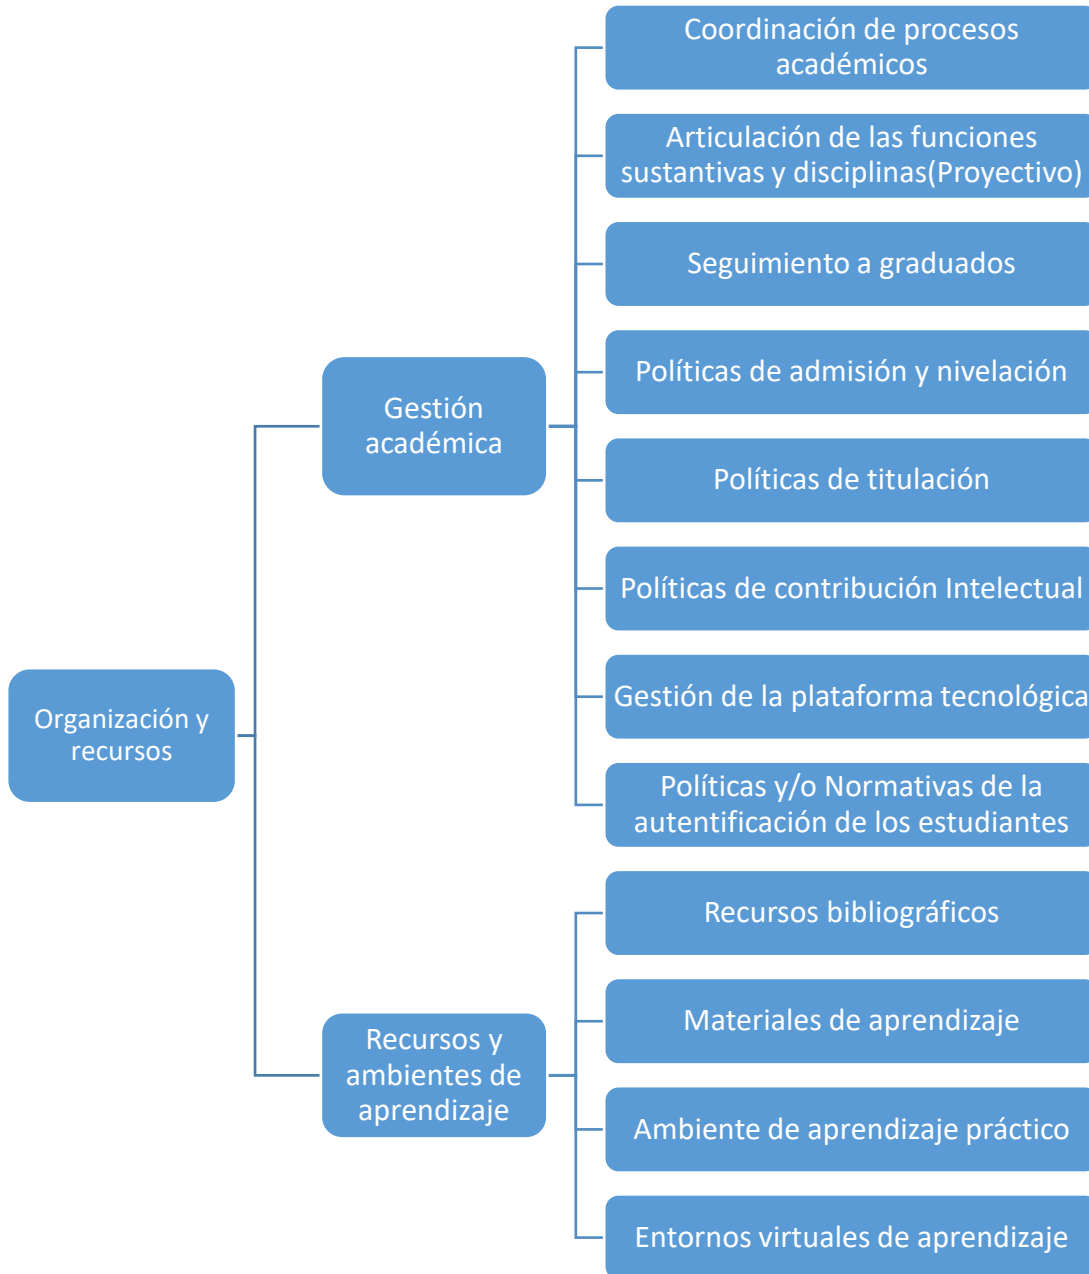 Organización y
recursos
Gestión
académica
Coordinación de procesos
académicos
Articulación de las funciones
sustantivas y disciplinas(Proyectivo)
Seguimiento a graduados
Políticas de admisión y nivelación
Políticas de titulación
Políticas de contribución Intelectual
Gestión de la plataforma tecnológica
Políticas y/o Normativas de la
autentificación de los estudiantes
Recursos y
ambientes de
aprendizaje
Recursos bibliográficos
Materiales de aprendizaje
Ambiente de aprendizaje práctico
Entornos virtuales de aprendizaje